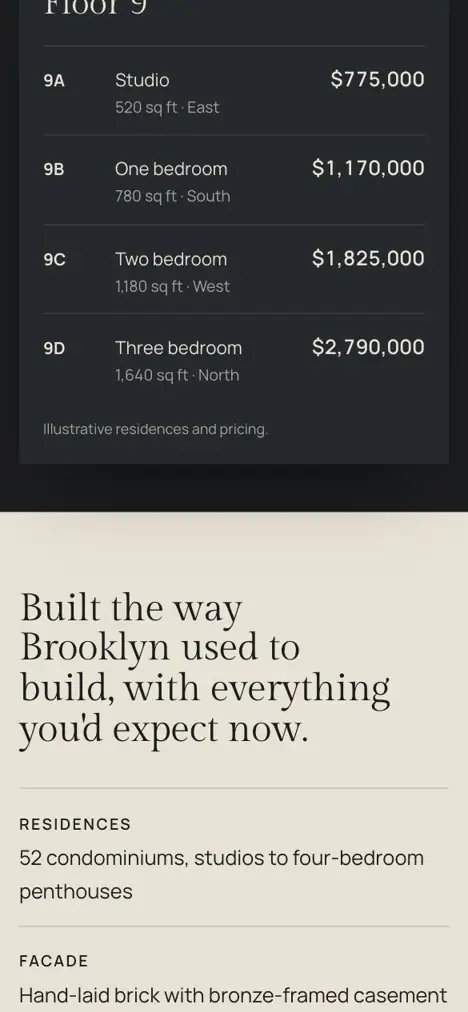 Floor 9
9A Studio $775,000
520 sq ft · East
9B One bedroom $1,170,000
780 sq ft · South
9C Two bedroom $1,825,000
1,180 sq ft · West
9D Three bedroom $2,790,000
1,640 sq ft · North
Illustrative residences and pricing.
Built the way
Brooklyn used to
build, with everything
you'd expect now.
RESIDENCES
52 condominiums, studios to four-bedroom
penthouses
FACADE
Hand-laid brick with bronze-framed casement